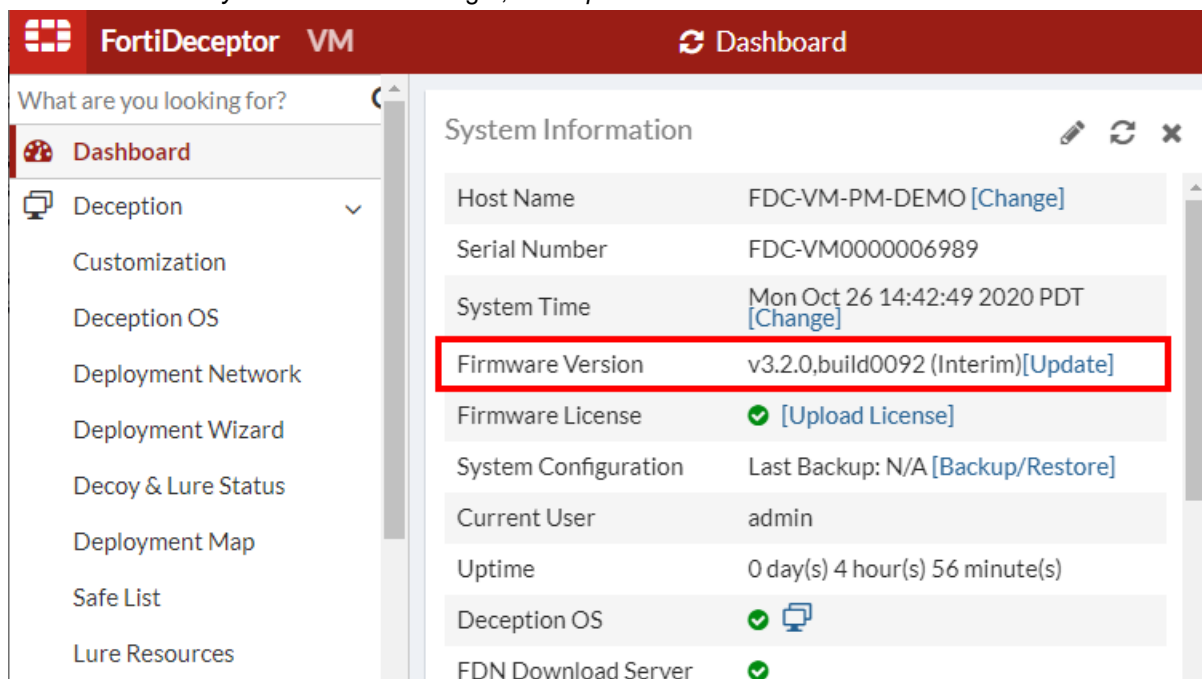 FortiDeceptor VM
Dashboard
What are you looking for?
Dashboard
Deception
Customization
Deception OS
Deployment Network
Deployment Wizard
Decoy & Lure Status
Deployment Map
Safe List
Lure Resources
System Information
Host Name FDC-VM-PM-DEMO [Change]
Serial Number FDC-VM0000006989
System Time Mon Oct 26 14:42:49 2020 PDT
[Change]
Firmware Version v3.2.0,build0092 (Interim)[Update]
Firmware License [Upload License]
System Configuration Last Backup: N/A [Backup/Restore]
Current User admin
Uptime 0 day(s) 4 hour(s) 56 minute(s)
Deception OS
FDN Download Server